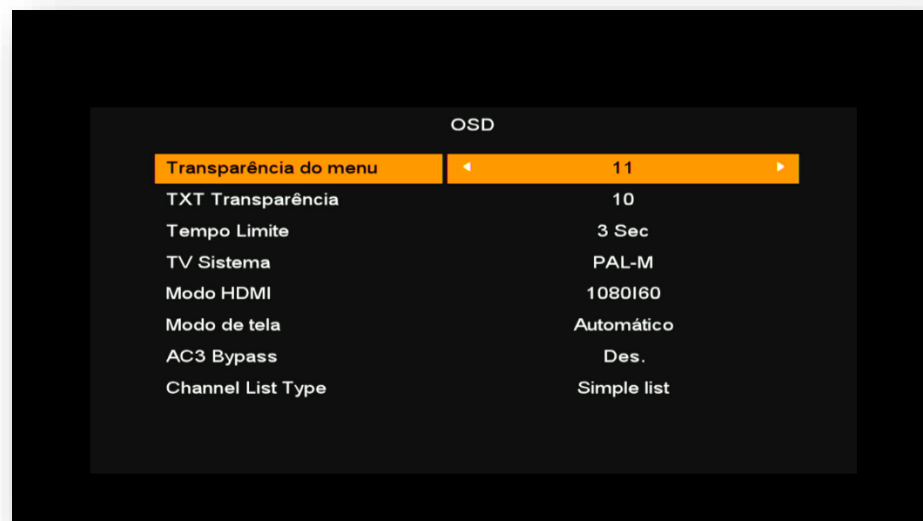 OSD
Transparência do menu 11
TXT Transparência 10
Tempo Limite 3 Sec
TV Sistema PAL-M
Modo HDMI 1080I60
Modo de tela Automático
AC3 Bypass Des.
Channel List Type Simple list